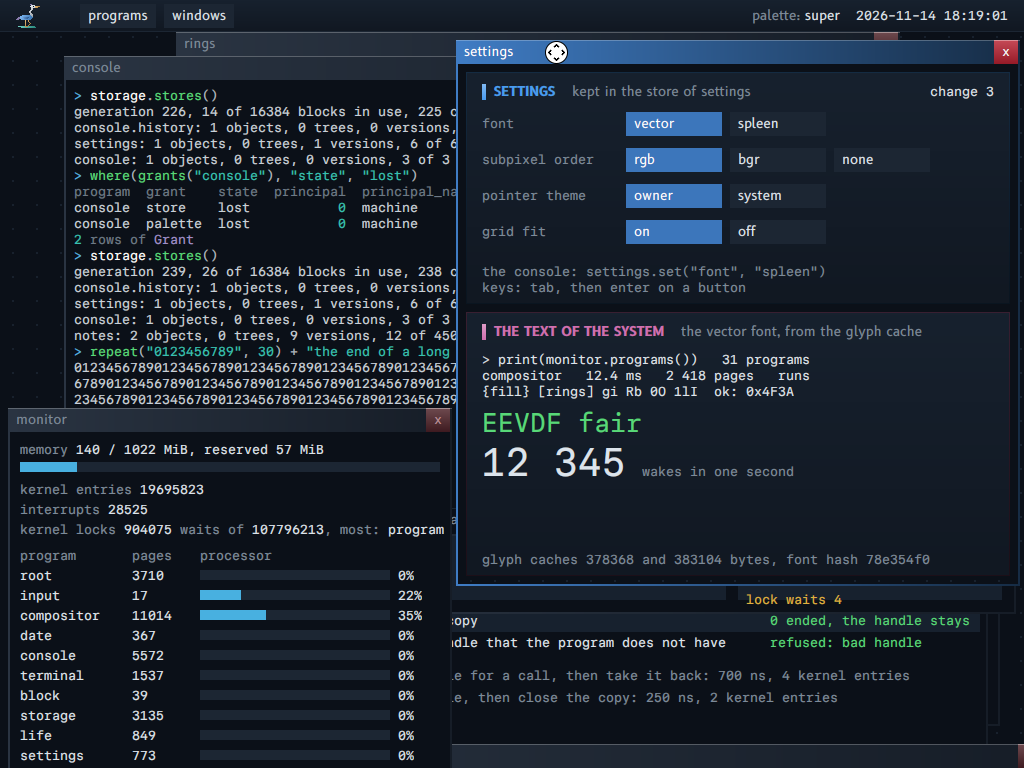 programs windows palette: super 2026-11-14 18:19:01
rings
console
> storage.stores()
generation 226, 14 of 16384 blocks in use, 225 c
console.history: 1 objects, 0 trees, 0 versions,
settings: 1 objects, 0 trees, 1 versions, 6 of 6
console: 1 objects, 0 trees, 0 versions, 3 of 3
> where(grants("console"), "state", "lost")
program grant state principal principal_na
console store lost 0 machine
console palette lost 0 machine
2 rows of Grant
> storage.stores()
generation 239, 26 of 16384 blocks in use, 238 c
console.history: 1 objects, 0 trees, 0 versions,
settings: 1 objects, 0 trees, 1 versions, 6 of 6
console: 1 objects, 0 trees, 0 versions, 3 of 3
notes: 2 objects, 0 trees, 9 versions, 12 of 450
> repeat("0123456789", 30) + "the end of a long
012345678901234567890123456789012345678901234567
678901234567890123456789012345678901234567890123
234567890123456789012345678901234567890123456789
settings x
SETTINGS kept in the store of settings change 3
font vector spleen
subpixel order rgb bgr none
pointer theme owner system
grid fit on off
the console: settings.set("font", "spleen")
keys: tab, then enter on a button
THE TEXT OF THE SYSTEM the vector font, from the glyph cache
> print(monitor.programs()) 31 programs
compositor 12.4 ms 2 418 pages runs
{fill} [rings] gi Rb 0O 1lI ok: 0x4F3A
EEVDF fair
12 345 wakes in one second
glyph caches 378368 and 383104 bytes, font hash 78e354f0
monitor x
memory 140 / 1022 MiB, reserved 57 MiB
kernel entries 19695823
interrupts 28525
kernel locks 904075 waits of 107796213, most: program
program pages processor
root 3710 0%
input 17 22%
compositor 11014 35%
date 367 0%
console 5572 0%
terminal 1537 0%
block 39 0%
storage 3135 0%
life 849 0%
settings 773 0%
lock waits 4
opy 0 ended, the handle stays
dle that the program does not have refused: bad handle
e for a call, then take it back: 700 ns, 4 kernel entries
e, then close the copy: 250 ns, 2 kernel entries